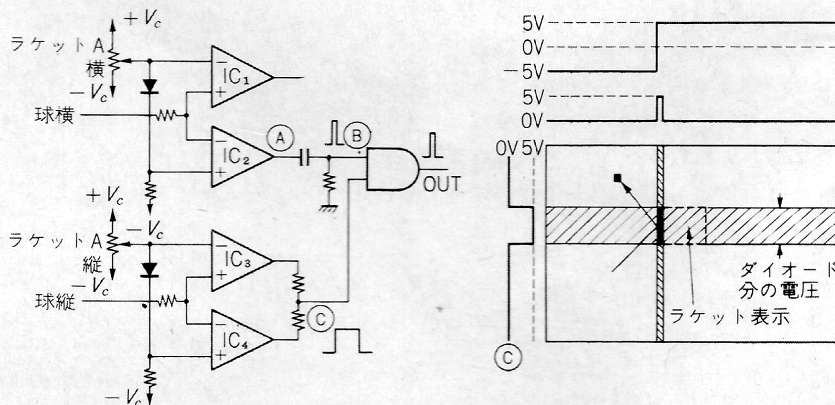 +Vc
ラケットA
横
−Vc
球横
IC1
IC2
Ⓐ
Ⓑ
OUT
+Vc
−Vc
ラケットA
縦
−Vc
球縦
IC3
IC4
Ⓒ
−Vc
5V
0V
−5V
5V
0V
0V 5V
ダイオード
分の電圧
ラケット表示
Ⓒ